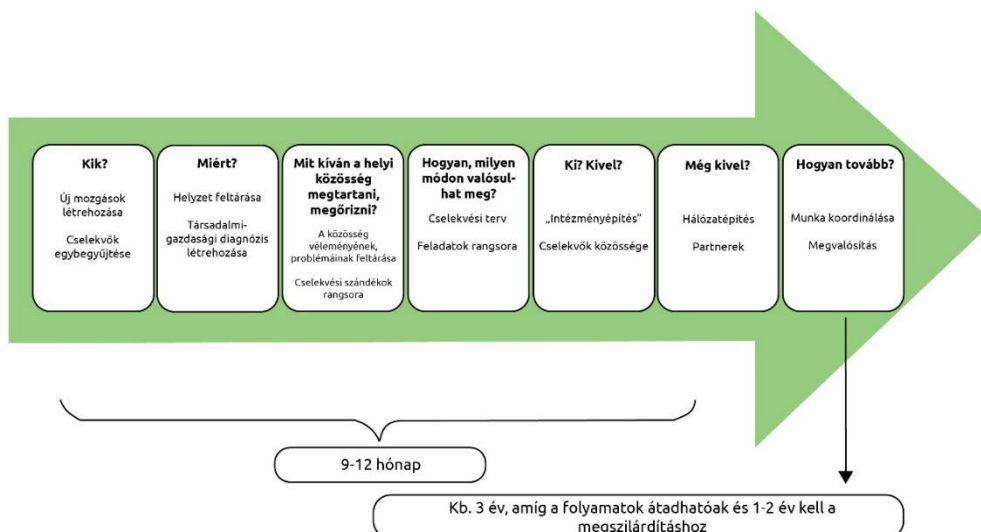 Kik?
Új mozgások
létrehozása
Cselekvők
egybegyűjtése
Miért?
Helyzet feltárása
Társadalmi-
gazdasági diagnózis
létrehozása
Mit kíván a helyi
közösség
megtartani,
megőrizni?
A közösség
véleményének,
problémáinak feltárása
Cselekvési szándékok
rangsora
Hogyan, milyen
módon valósul-
hat meg?
Cselekvési terv
Feladatok rangsora
Ki? Kivel?
„Intézményépítés”
Cselekvők közössége
Még kivel?
Hálózatépítés
Partnerek
Hogyan tovább?
Munka koordinálása
Megvalósítás
9-12 hónap
Kb. 3 év, amíg a folyamatok átadhatóak és 1-2 év kell a
megszilárdításhoz